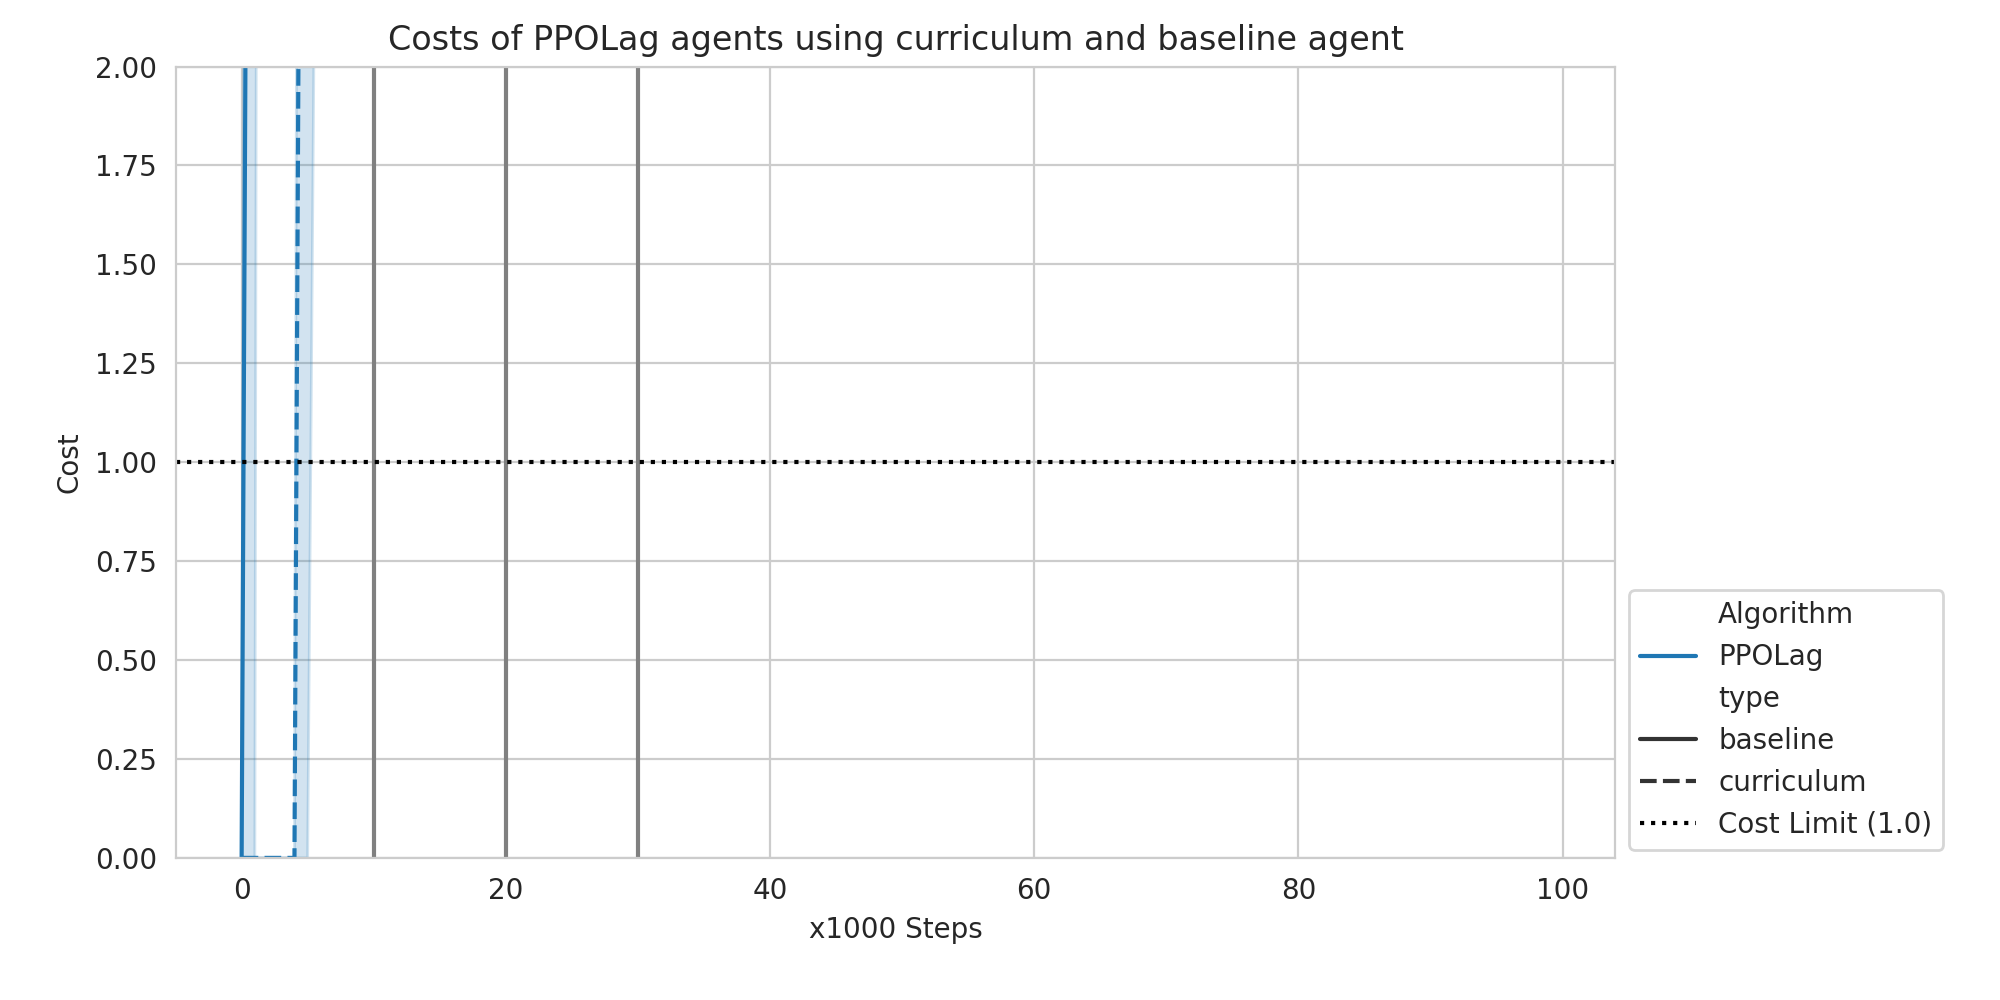 Costs of PPOLag agents using curriculum and baseline agent
2.00
1.75
1.50
1.25
1.00
0.75
0.50
0.25
0.00
Cost
0 20 40 60 80 100
x1000 Steps
Algorithm
PPOLag
type
baseline
curriculum
Cost Limit (1.0)